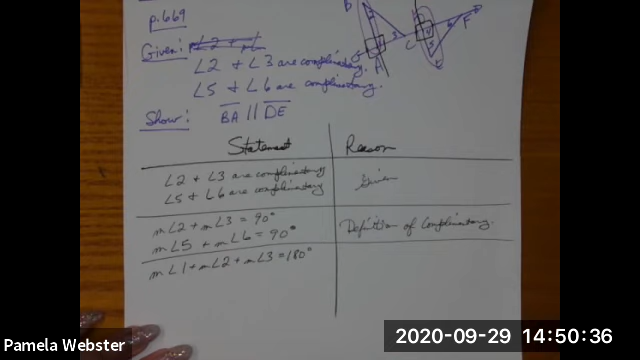 p.669
Given:
∠2 + ∠3 are complimentary.
∠5 + ∠6 are complimentary.
Show: BA || DE
Statement Reason
∠2 + ∠3 are complimentary
∠5 + ∠6 are complimentary
Given
m∠2 + m∠3 = 90°
m∠5 + m∠6 = 90°
Definition of Complimentary.
m∠1 + m∠2 + m∠3 = 180°
Pamela Webster
2020-09-29 14:50:36